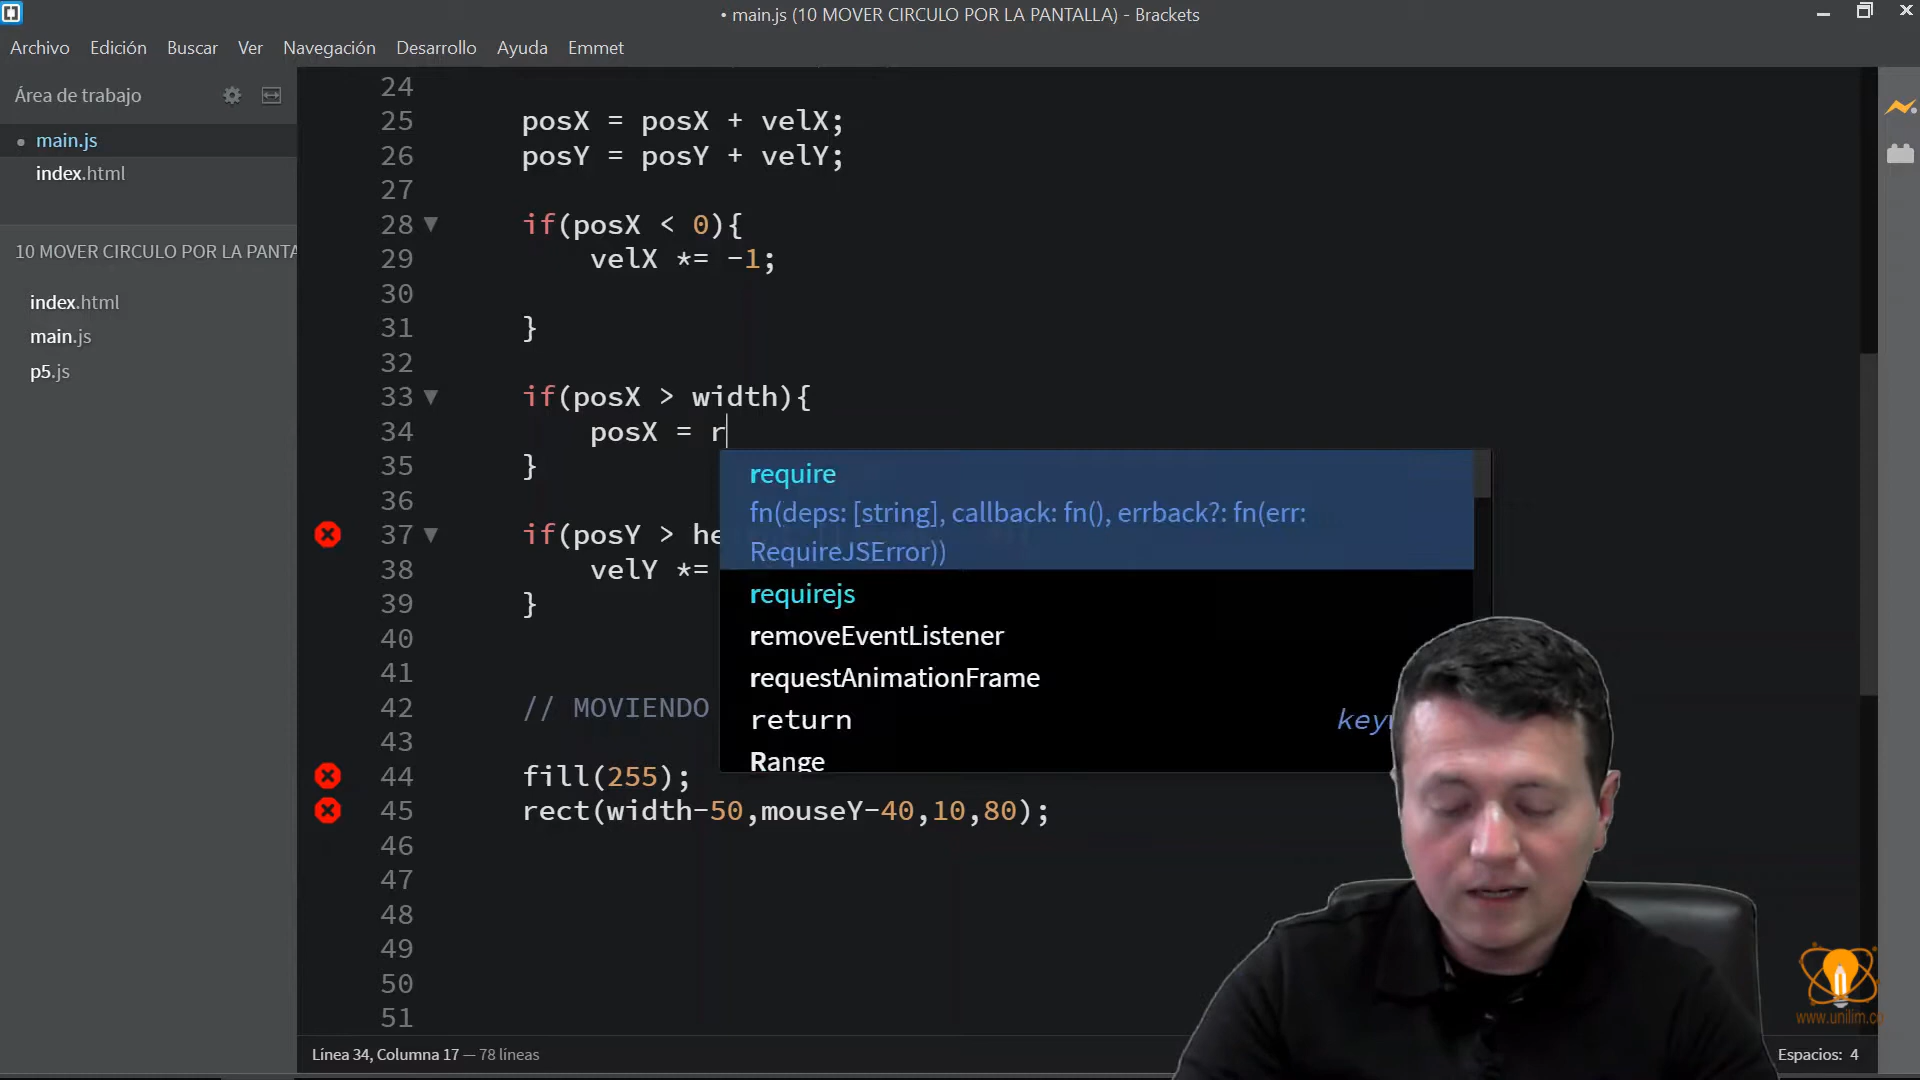 • main.js (10 MOVER CIRCULO POR LA PANTALLA) - Brackets
Archivo Edición Buscar Ver Navegación Desarrollo Ayuda Emmet
Área de trabajo
• main.js
index.html
10 MOVER CIRCULO POR LA PANTA
index.html
main.js
p5.js
24
25 posX = posX + velX;
26 posY = posY + velY;
27
28 if(posX < 0){
29 velX *= -1;
30
31 }
32
33 if(posX > width){
34 posX = r
35 }
36
37 if(posY > he
38 velY *=
39 }
40
41
42 // MOVIENDO
43
44 fill(255);
45 rect(width-50,mouseY-40,10,80);
46
47
48
49
50
51
require
fn(deps: [string], callback: fn(), errback?: fn(err:
RequireJSError))
requirejs
removeEventListener
requestAnimationFrame
return key
Range
Línea 34, Columna 17 — 78 líneas
Espacios: 4
www.unilim.co